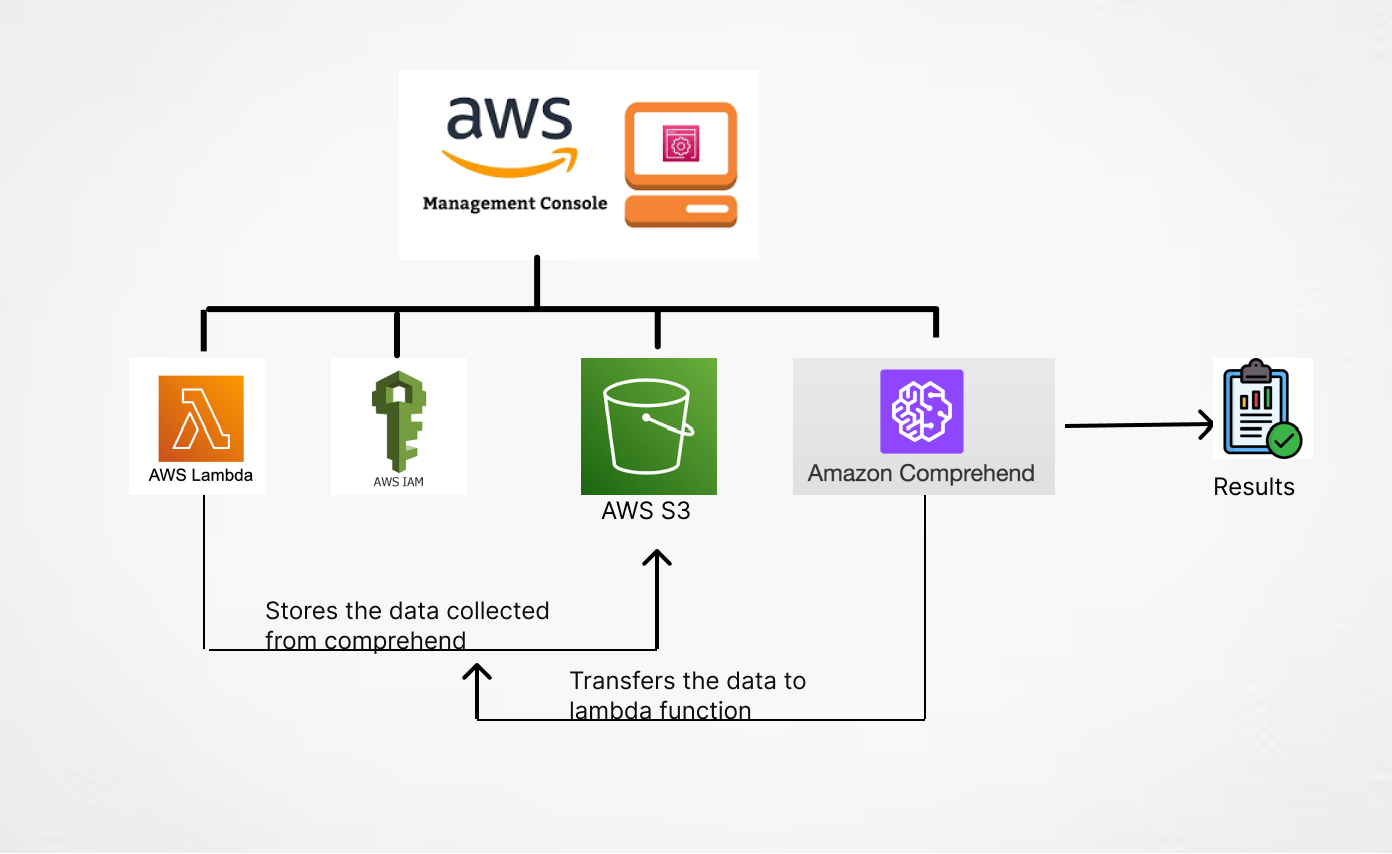 aws
Management Console
AWS Lambda
AWS IAM
AWS S3
Amazon Comprehend
Results
Stores the data collected
from comprehend
Transfers the data to
lambda function